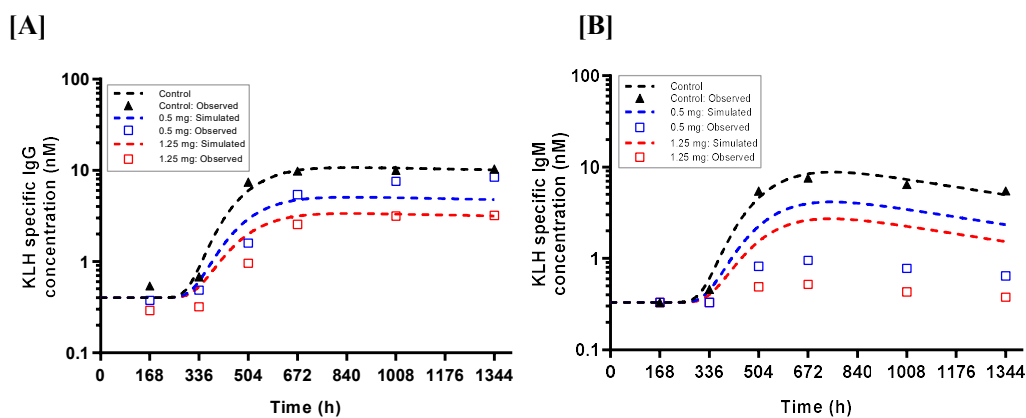 [A]
KLH specific IgG
concentration (nM)
100
10
1
0.1
Control
Control: Observed
0.5 mg: Simulated
0.5 mg: Observed
1.25 mg: Simulated
1.25 mg: Observed
0 168 336 504 672 840 1008 1176 1344
Time (h)
[B]
KLH specific IgM
concentration (nM)
100
10
1
0.1
Control
Control: Observed
0.5 mg: Simulated
0.5 mg: Observed
1.25 mg: Simulated
1.25 mg: Observed
0 168 336 504 672 840 1008 1176 1344
Time (h)